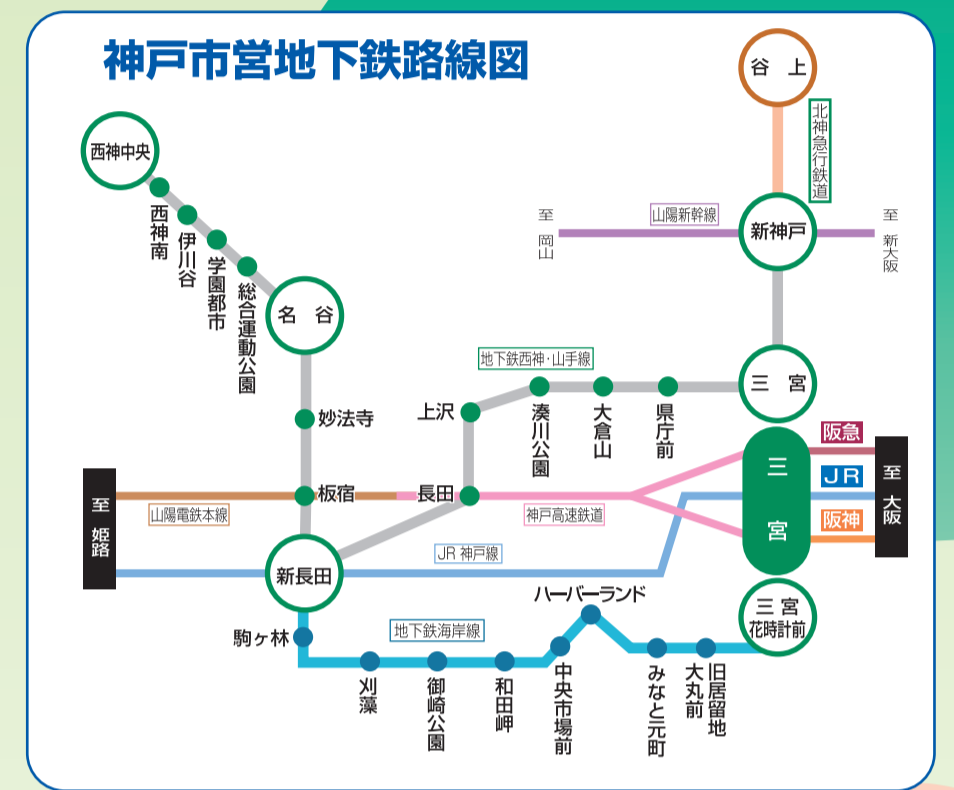 神戸市営地下鉄路線図
谷上
北神急行鉄道
西神中央
西神南
伊川谷
学園都市
総合運動公園
名谷
至 岡山
山陽新幹線
新神戸
至 新大阪
地下鉄西神・山手線
三宮
上沢
湊川公園
大倉山
県庁前
妙法寺
板宿
長田
至 姫路
山陽電鉄本線
神戸高速鉄道
三宮
阪急
JR
阪神
至 大阪
新長田
JR 神戸線
ハーバーランド
三宮
花時計前
駒ヶ林
地下鉄海岸線
刈藻
御崎公園
和田岬
中央市場前
みなと元町
旧居留地
大丸前